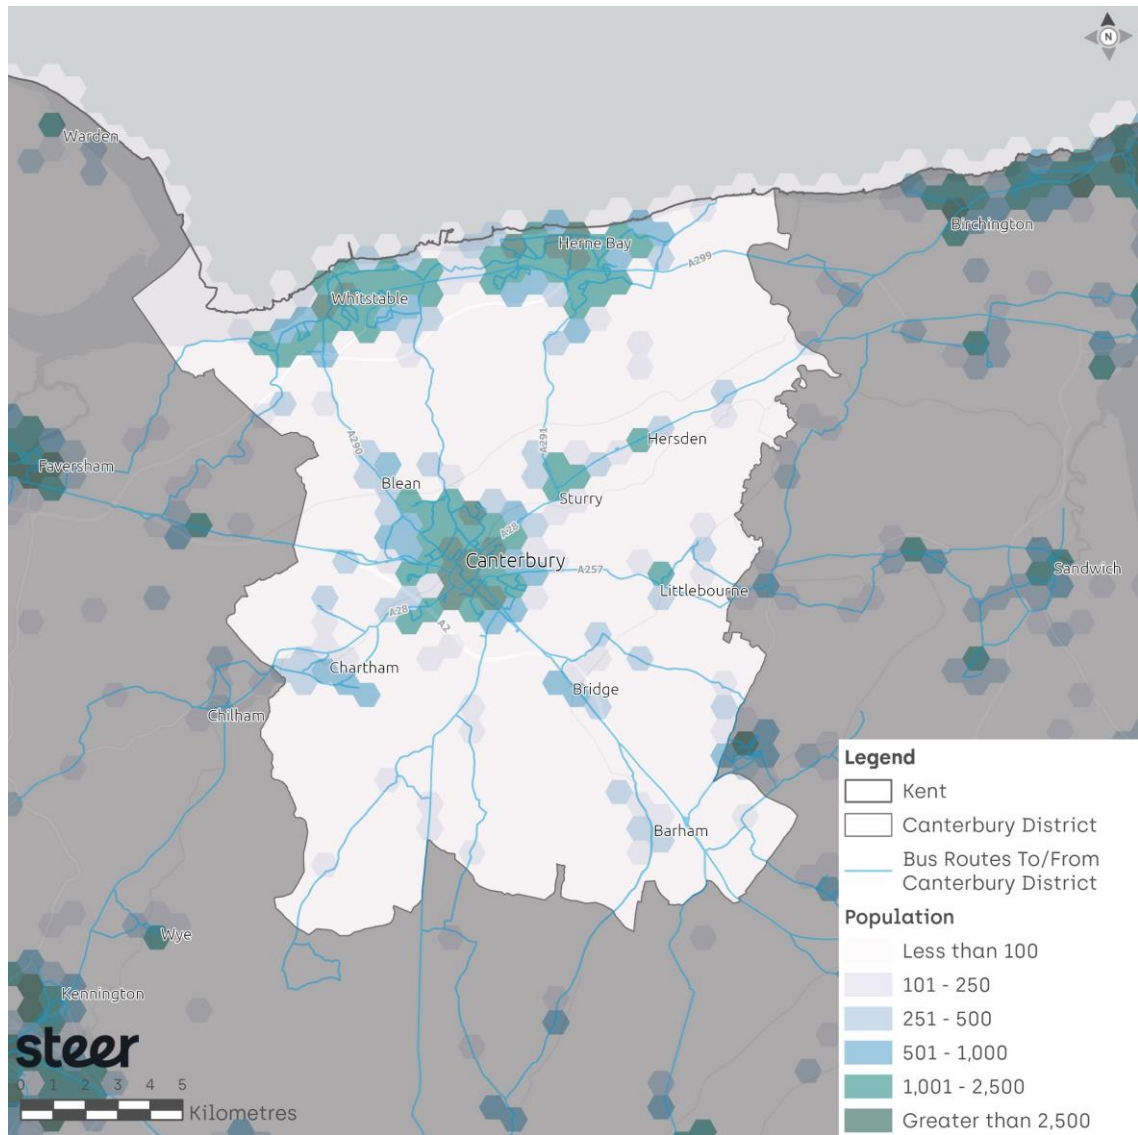 N
Warden
Birchington
Herne Bay
A299
Whitstable
A290
A291
Hersden
Faversham
Blean
Sturry
A28
Canterbury
A257
Sandwich
Littlebourne
A28
A2
Chartham
Bridge
Chilham
Barham
Wye
Kennington
steer
0 1 2 3 4 5
Kilometres
Legend
Kent
Canterbury District
Bus Routes To/From
Canterbury District
Population
Less than 100
101 - 250
251 - 500
501 - 1,000
1,001 - 2,500
Greater than 2,500